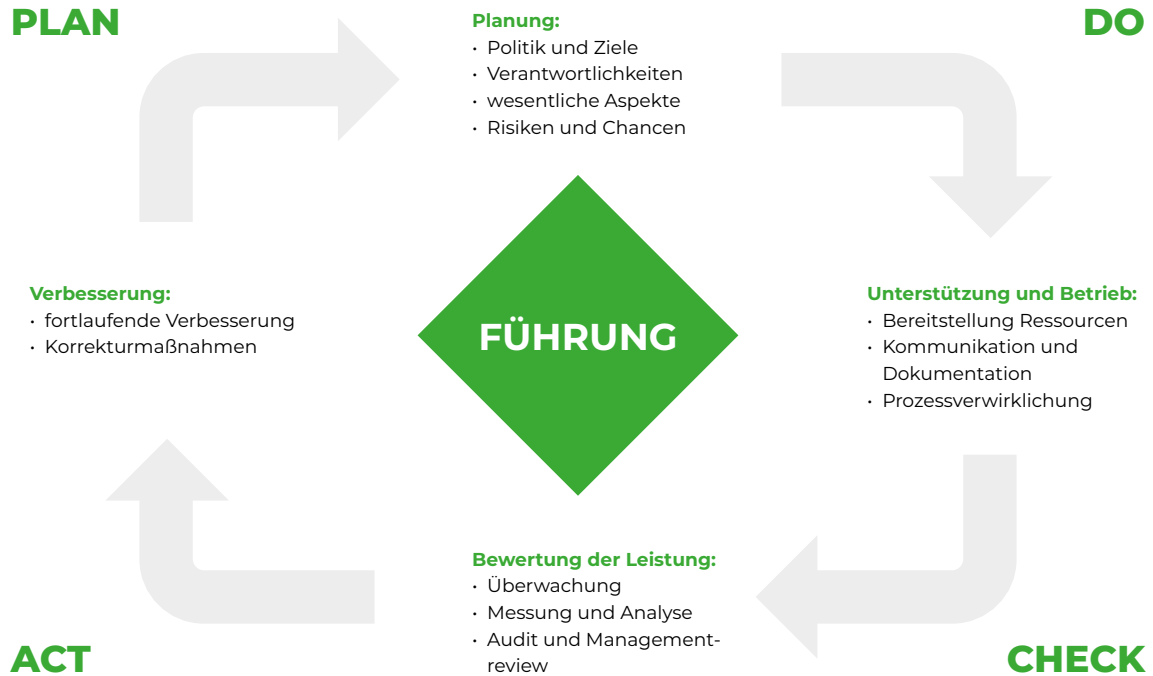 PLAN
DO
Planung:
· Politik und Ziele
· Verantwortlichkeiten
· wesentliche Aspekte
· Risiken und Chancen
Verbesserung:
· fortlaufende Verbesserung
· Korrekturmaßnahmen
FÜHRUNG
Unterstützung und Betrieb:
· Bereitstellung Ressourcen
· Kommunikation und
Dokumentation
· Prozessverwirklichung
Bewertung der Leistung:
· Überwachung
· Messung und Analyse
· Audit und Management-
review
ACT
CHECK